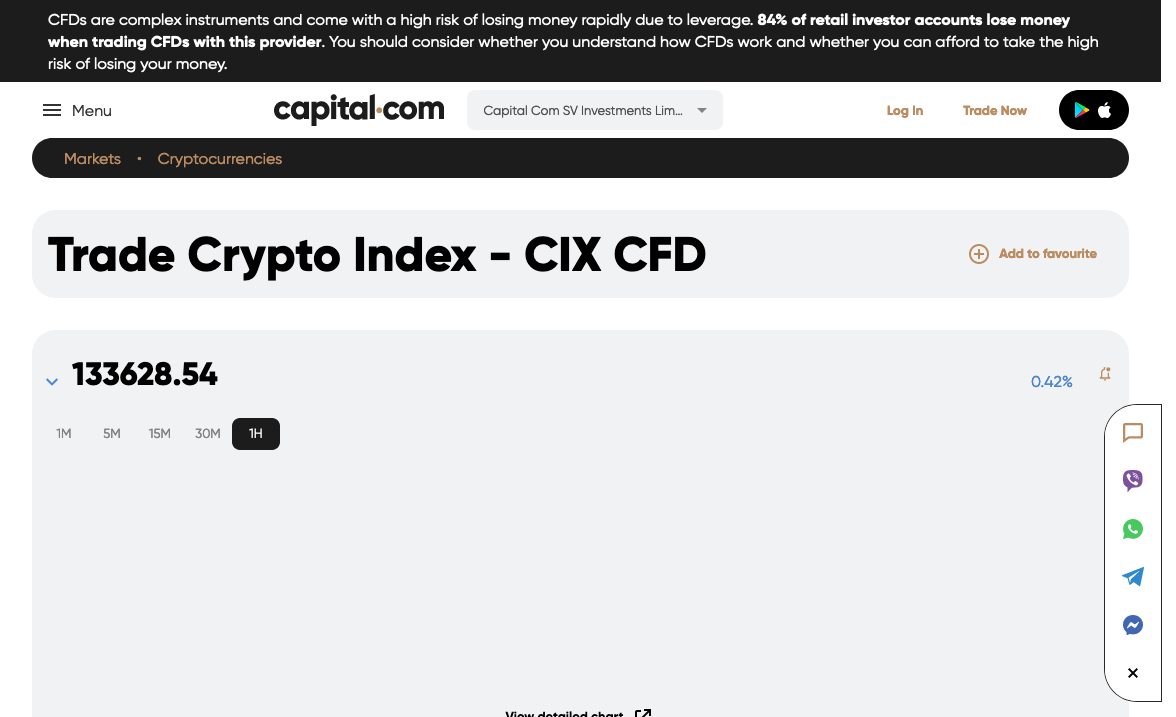 CFDs are complex instruments and come with a high risk of losing money rapidly due to leverage. 84% of retail investor accounts lose money
when trading CFDs with this provider. You should consider whether you understand how CFDs work and whether you can afford to take the high
risk of losing your money.
Menu
capital.com
Capital Com SV Investments Lim...
Log In
Trade Now
Markets
Cryptocurrencies
Trade Crypto Index - CIX CFD
Add to favourite
133628.54
0.42%
1M
5M
15M
30M
1H
View detailed chart